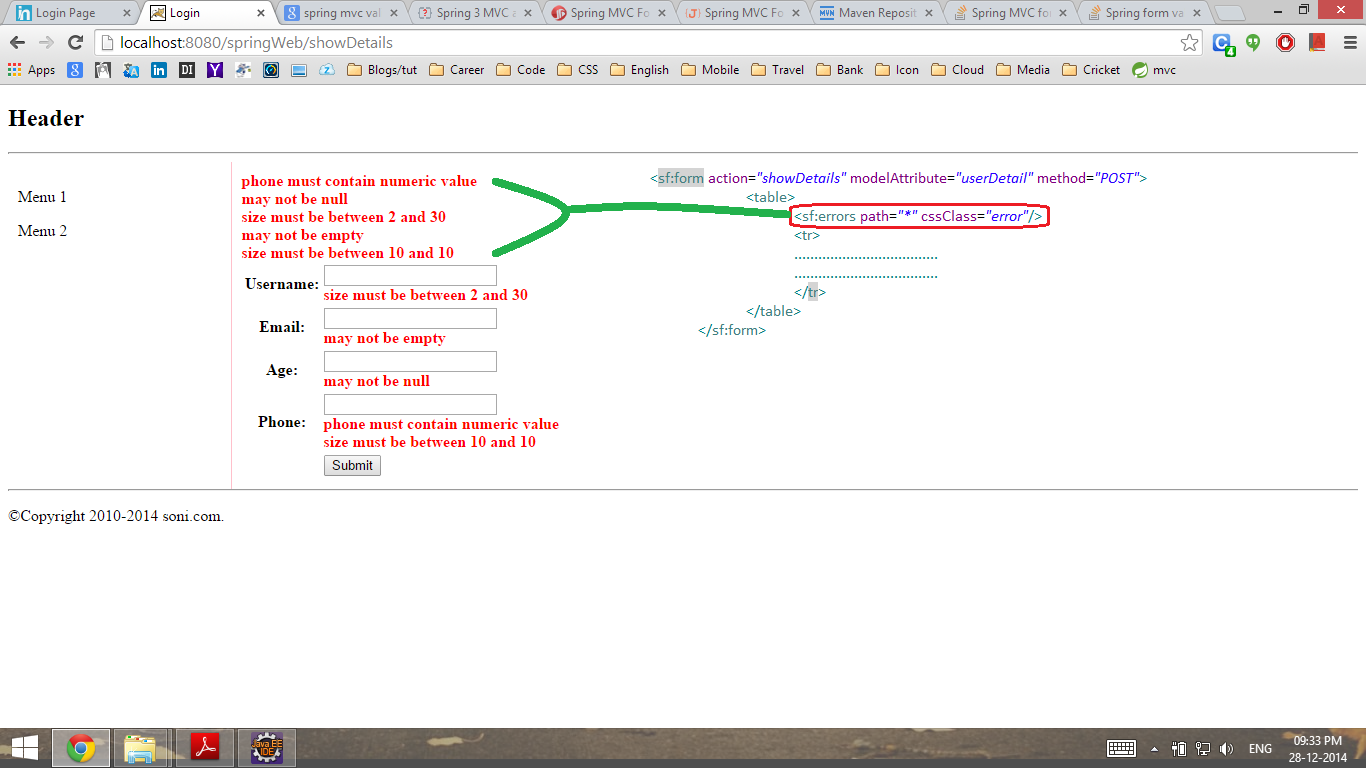 Login Page
Login
spring mvc val
Spring 3 MVC a
Spring MVC Fo
Spring MVC Fo
Maven Reposit
Spring MVC fo
Spring form va
localhost:8080/springWeb/showDetails
Apps
Blogs/tut
Career
Code
CSS
English
Mobile
Travel
Bank
Icon
Cloud
Media
Cricket
mvc
Header
Menu 1
Menu 2
phone must contain numeric value
may not be null
size must be between 2 and 30
may not be empty
size must be between 10 and 10
Username:
size must be between 2 and 30
Email:
may not be empty
Age:
may not be null
Phone:
phone must contain numeric value
size must be between 10 and 10
Submit
<sf:form action="showDetails" modelAttribute="userDetail" method="POST">
<table>
<sf:errors path="*" cssClass="error"/>
<tr>
....................................
....................................
</tr>
</table>
</sf:form>
©Copyright 2010-2014 soni.com.
Java EE
IDE
ENG
09:33 PM
28-12-2014